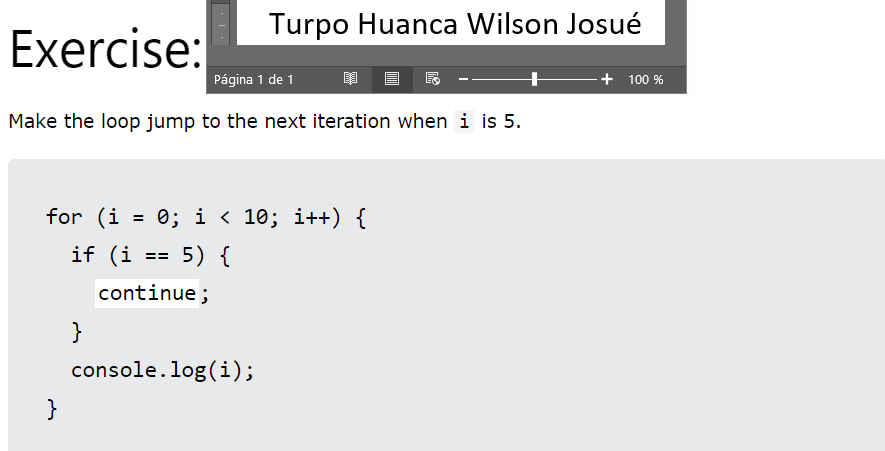 Turpo Huanca Wilson Josué
Exercise:
Página 1 de 1 100 %
Make the loop jump to the next iteration when i is 5.
for (i = 0; i < 10; i++) {
  if (i == 5) {
    continue;
  }
  console.log(i);
}